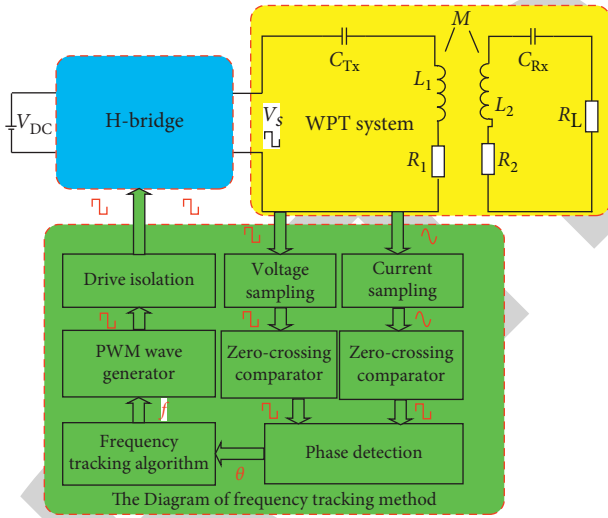 M
C_Tx
C_Rx
L_1
L_2
V_DC
H-bridge
V_s
WPT system
R_L
R_1
R_2
Drive isolation
Voltage
sampling
Current
sampling
PWM wave
generator
Zero-crossing
comparator
Zero-crossing
comparator
f
Frequency
tracking algorithm
θ
Phase detection
The Diagram of frequency tracking method